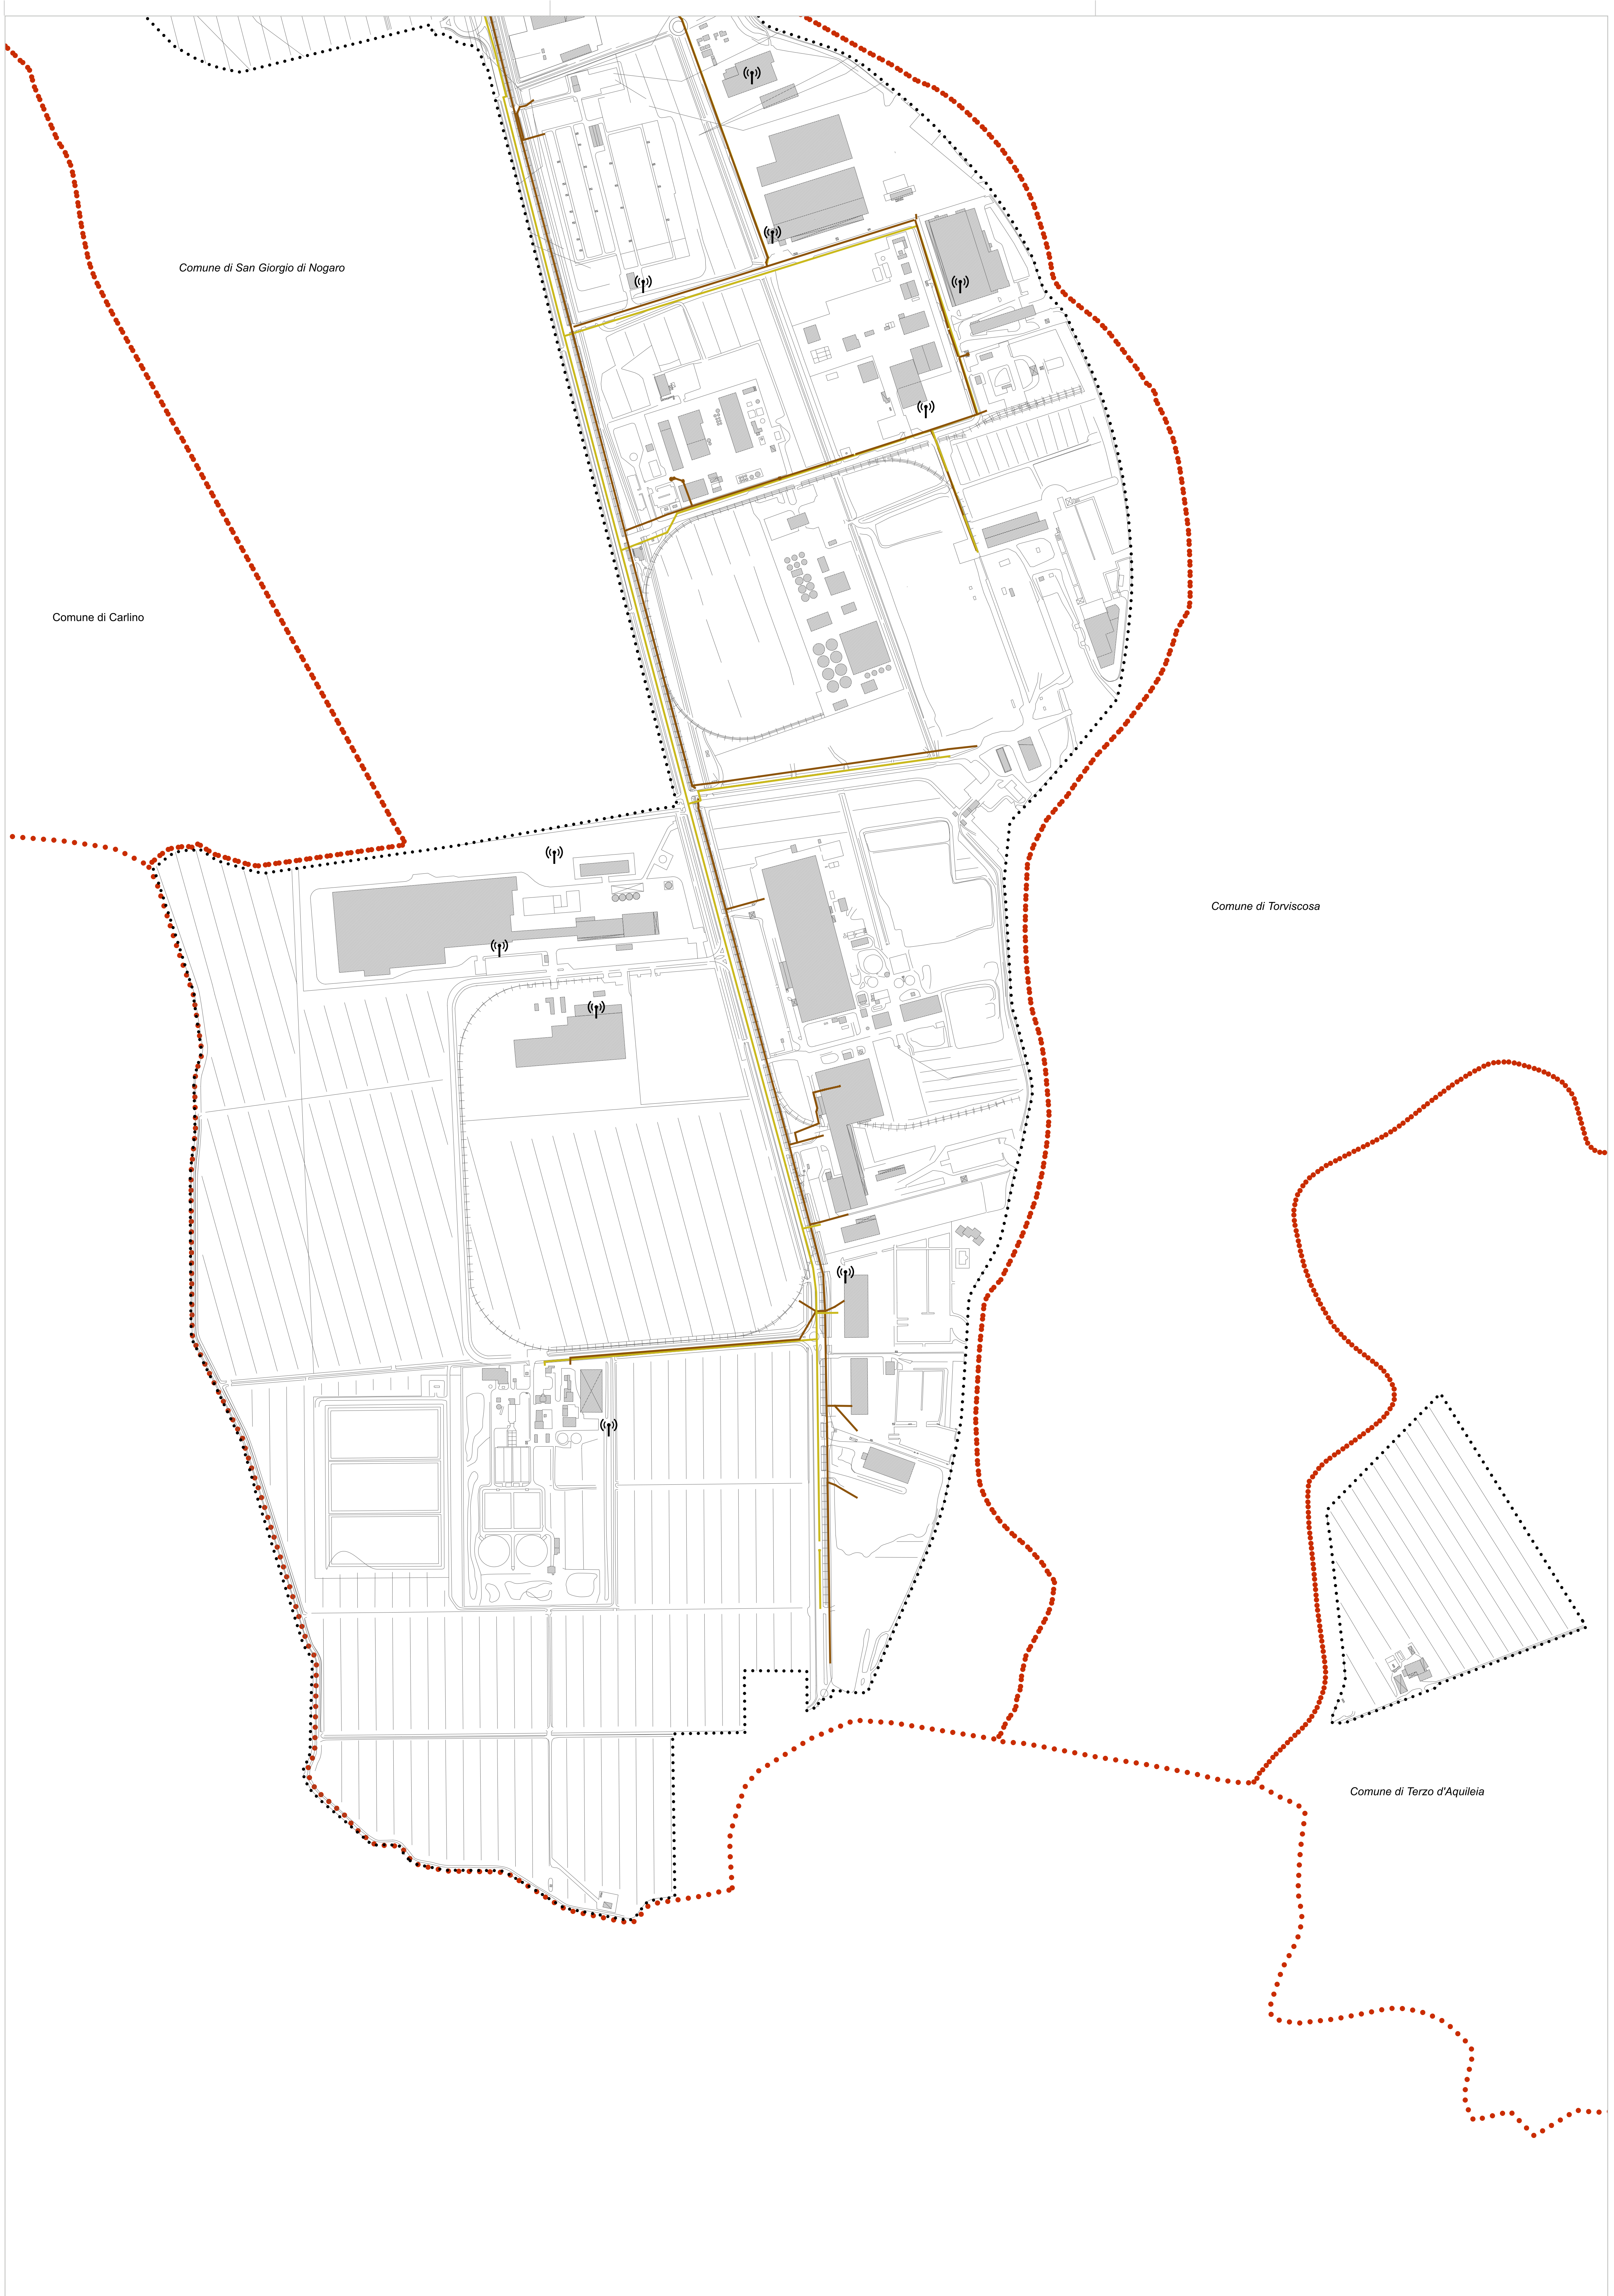 Comune di San Giorgio di Nogaro
Comune di Carlino
Comune di Torviscosa
Comune di Terzo d'Aquileia